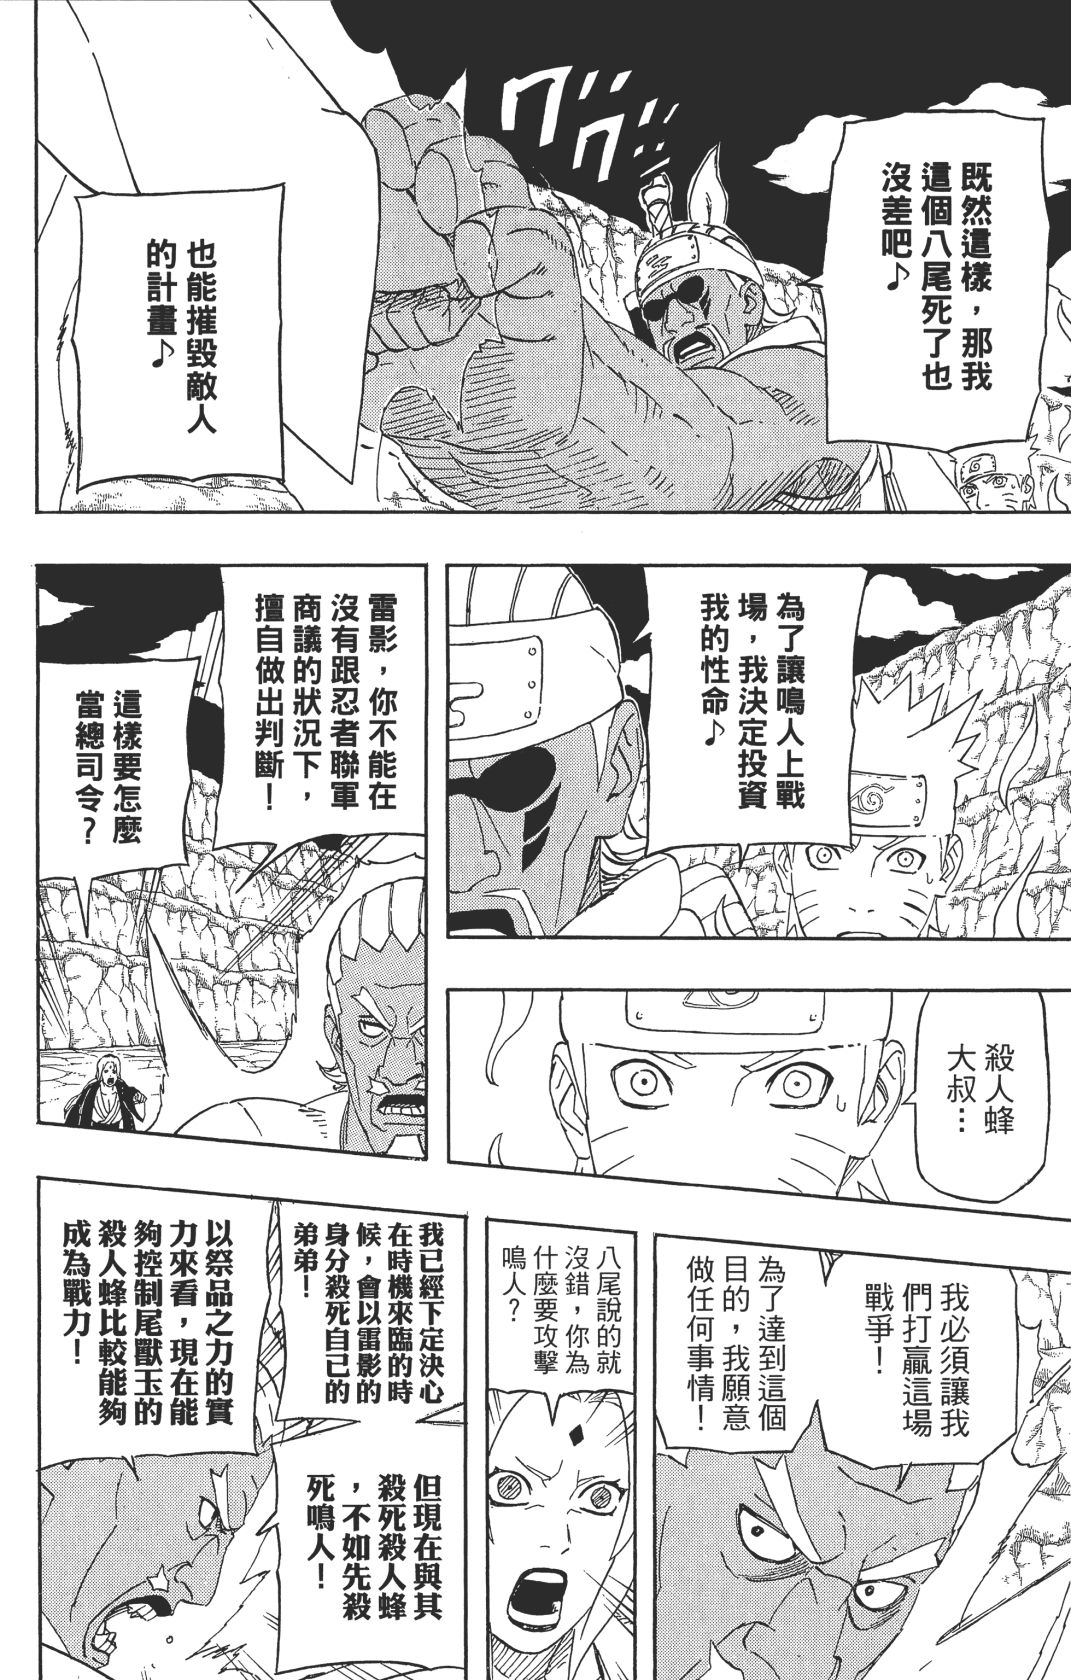 ググッ
既然這樣，那我
這個八尾死了也
沒差吧♪
也能摧毀敵人
的計畫♪
為了讓鳴人上戰
場，我決定投資
我的性命♪
殺人蜂
大叔…
雷影，你不能在
沒有跟忍者聯軍
商議的狀況下，
擅自做出判斷！
這樣要怎麼
當總司令？
我必須讓我
們打贏這場
戰爭！
為了達到這個
目的，我願意
做任何事情！
八尾說的就
沒錯，你為
什麼要攻擊
鳴人？
我已經下定決心
在時機來臨的時
候，會以雷影的
身分殺死自己的
弟弟！
但現在與其
殺死殺人蜂
，不如先殺
死鳴人！
以祭品之力的實
力來看，現在能
夠控制尾獸玉的
殺人蜂比較能夠
成為戰力！